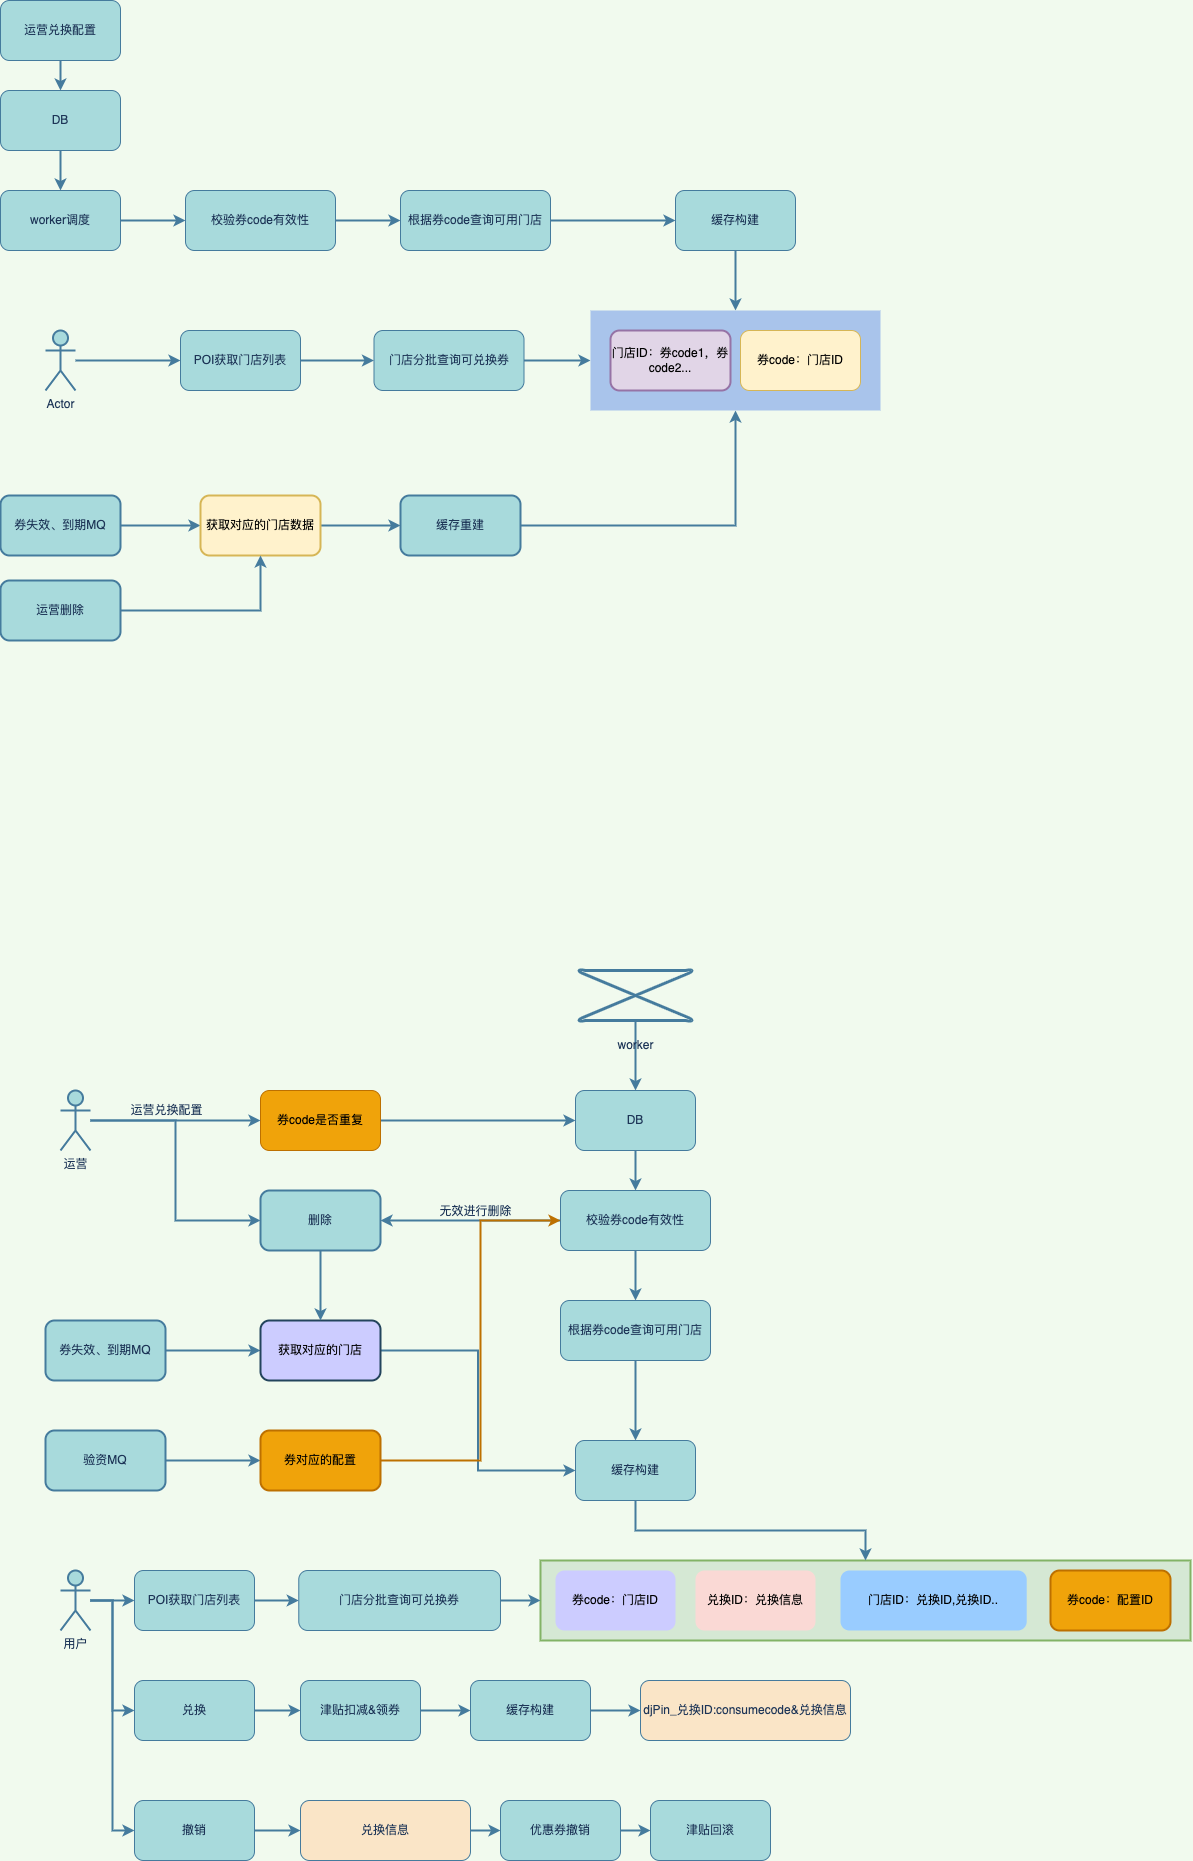 运营兑换配置
DB
worker调度
校验券code有效性
根据券code查询可用门店
缓存构建
Actor
POI获取门店列表
门店分批查询可兑换券
门店ID：券code1，券
code2...
券code：门店ID
券失效、到期MQ
获取对应的门店数据
缓存重建
运营删除
worker
运营
运营兑换配置
券code是否重复
DB
删除
无效进行删除
校验券code有效性
根据券code查询可用门店
券失效、到期MQ
获取对应的门店
验资MQ
券对应的配置
缓存构建
用户
POI获取门店列表
门店分批查询可兑换券
券code：门店ID
兑换ID：兑换信息
门店ID：兑换ID,兑换ID..
券code：配置ID
兑换
津贴扣减&领券
缓存构建
djPin_兑换ID:consumecode&兑换信息
撤销
兑换信息
优惠券撤销
津贴回滚